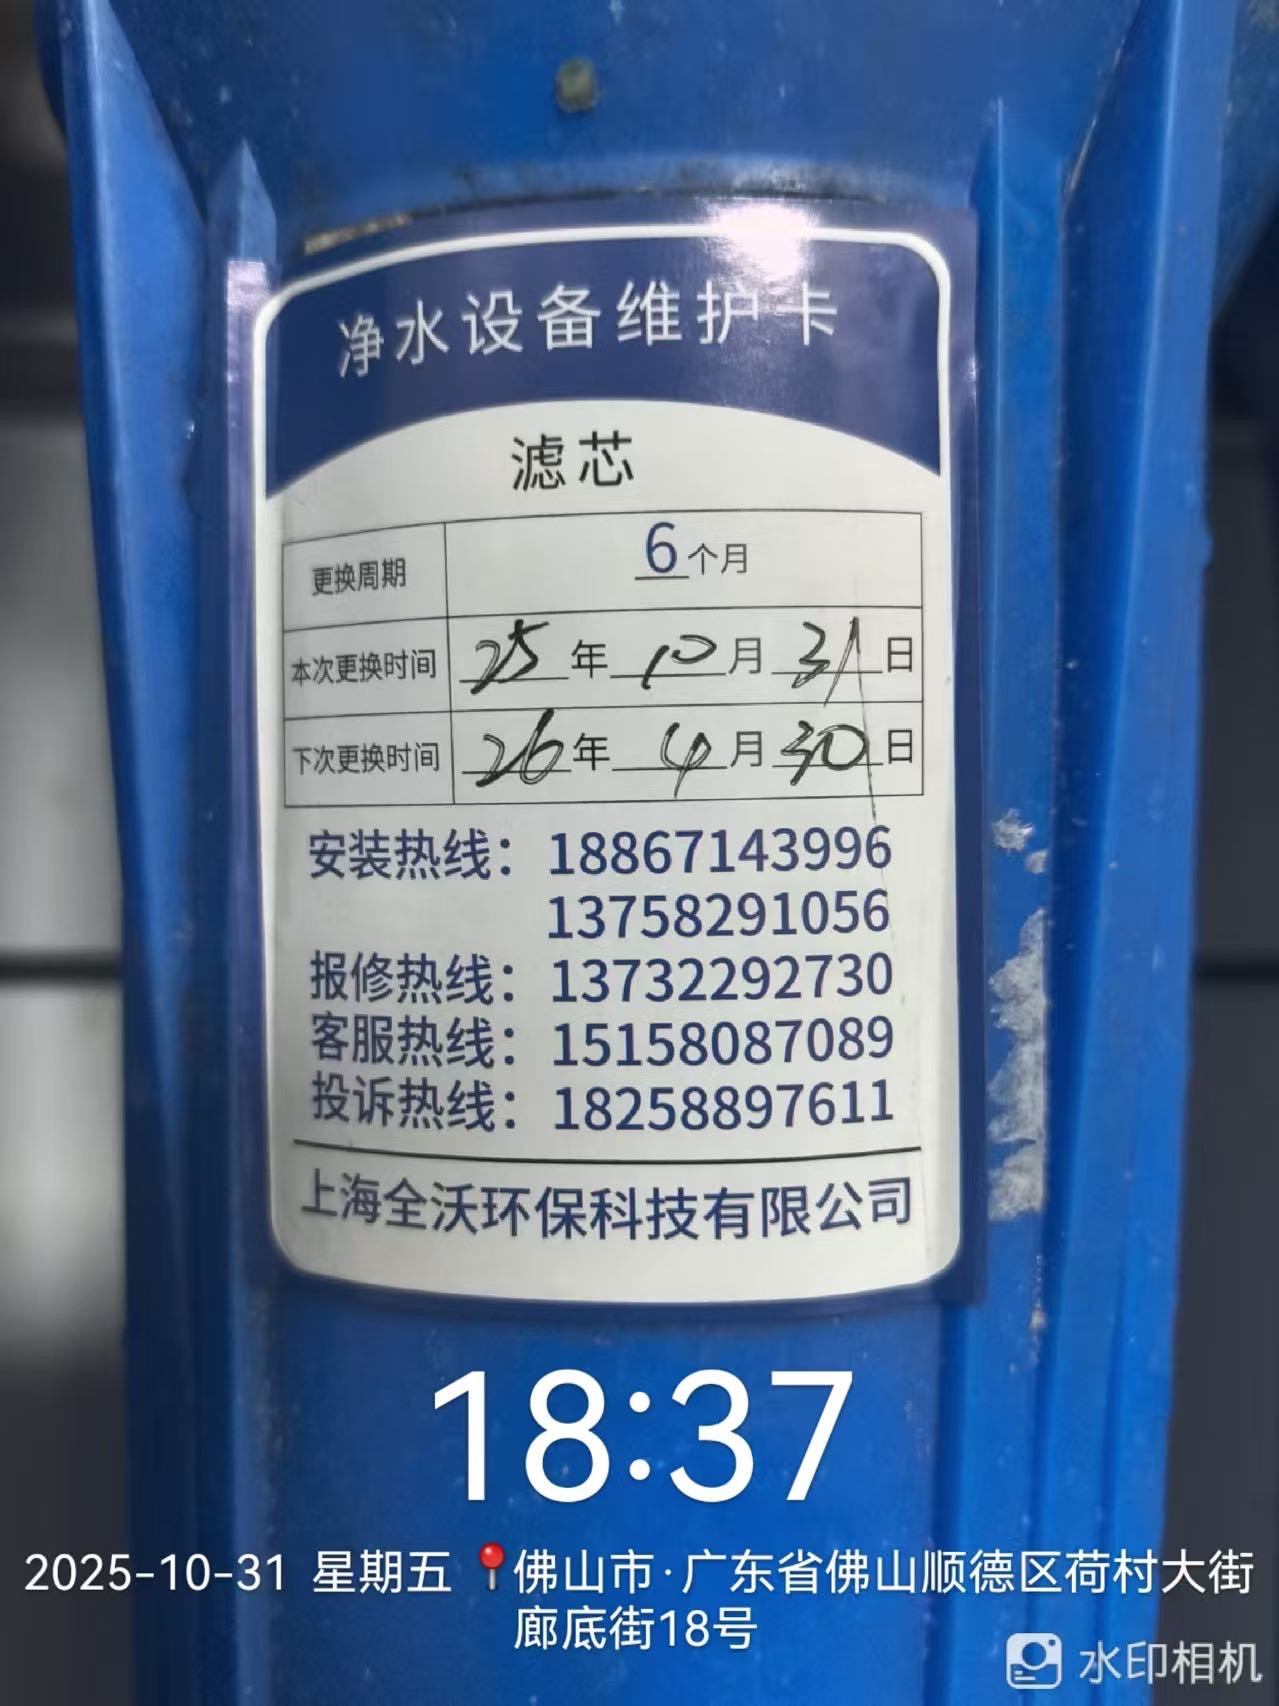 净水设备维护卡
滤芯
更换周期 6个月
本次更换时间 25年10月31日
下次更换时间 26年4月30日
安装热线：18867143996
13758291056
报修热线：13732292730
客服热线：15158087089
投诉热线：18258897611
上海全沃环保科技有限公司
18:37
2025-10-31 星期五 📍佛山市·广东省佛山顺德区荷村大街
廊底街18号
水印相机